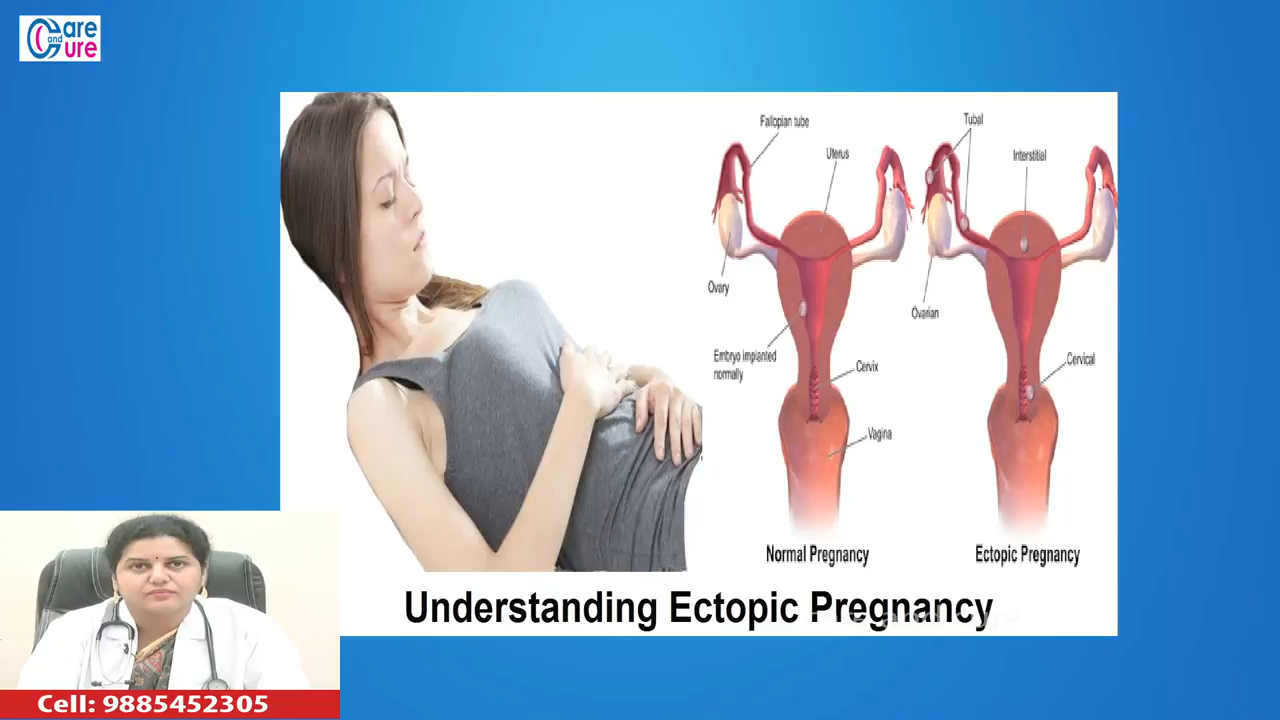 Care
and
Cure
Fallopian tube
Uterus
Ovary
Embryo implanted
normally
Cervix
Vagina
Normal Pregnancy
Tubal
Interstitial
Ovarian
Cervical
Ectopic Pregnancy
Understanding Ectopic Pregnancy
Cell: 9885452305